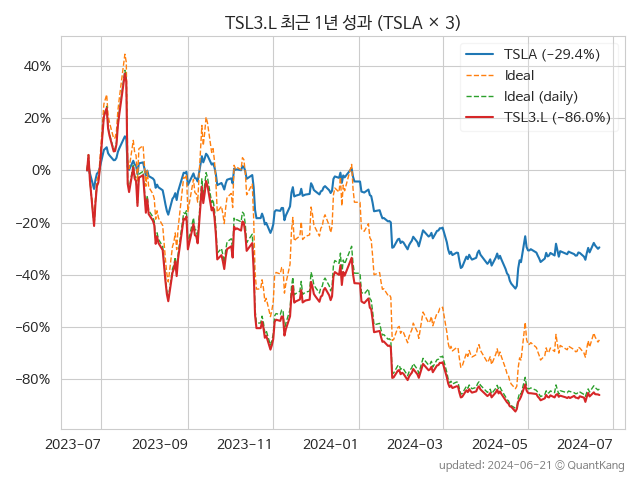 TSL3.L 최근 1년 성과 (TSLA × 3)
TSLA (−29.4%)
Ideal
Ideal (daily)
TSL3.L (−86.0%)
40%
20%
0%
−20%
−40%
−60%
−80%
2023-07 2023-09 2023-11 2024-01 2024-03 2024-05 2024-07
updated: 2024-06-21 © QuantKang